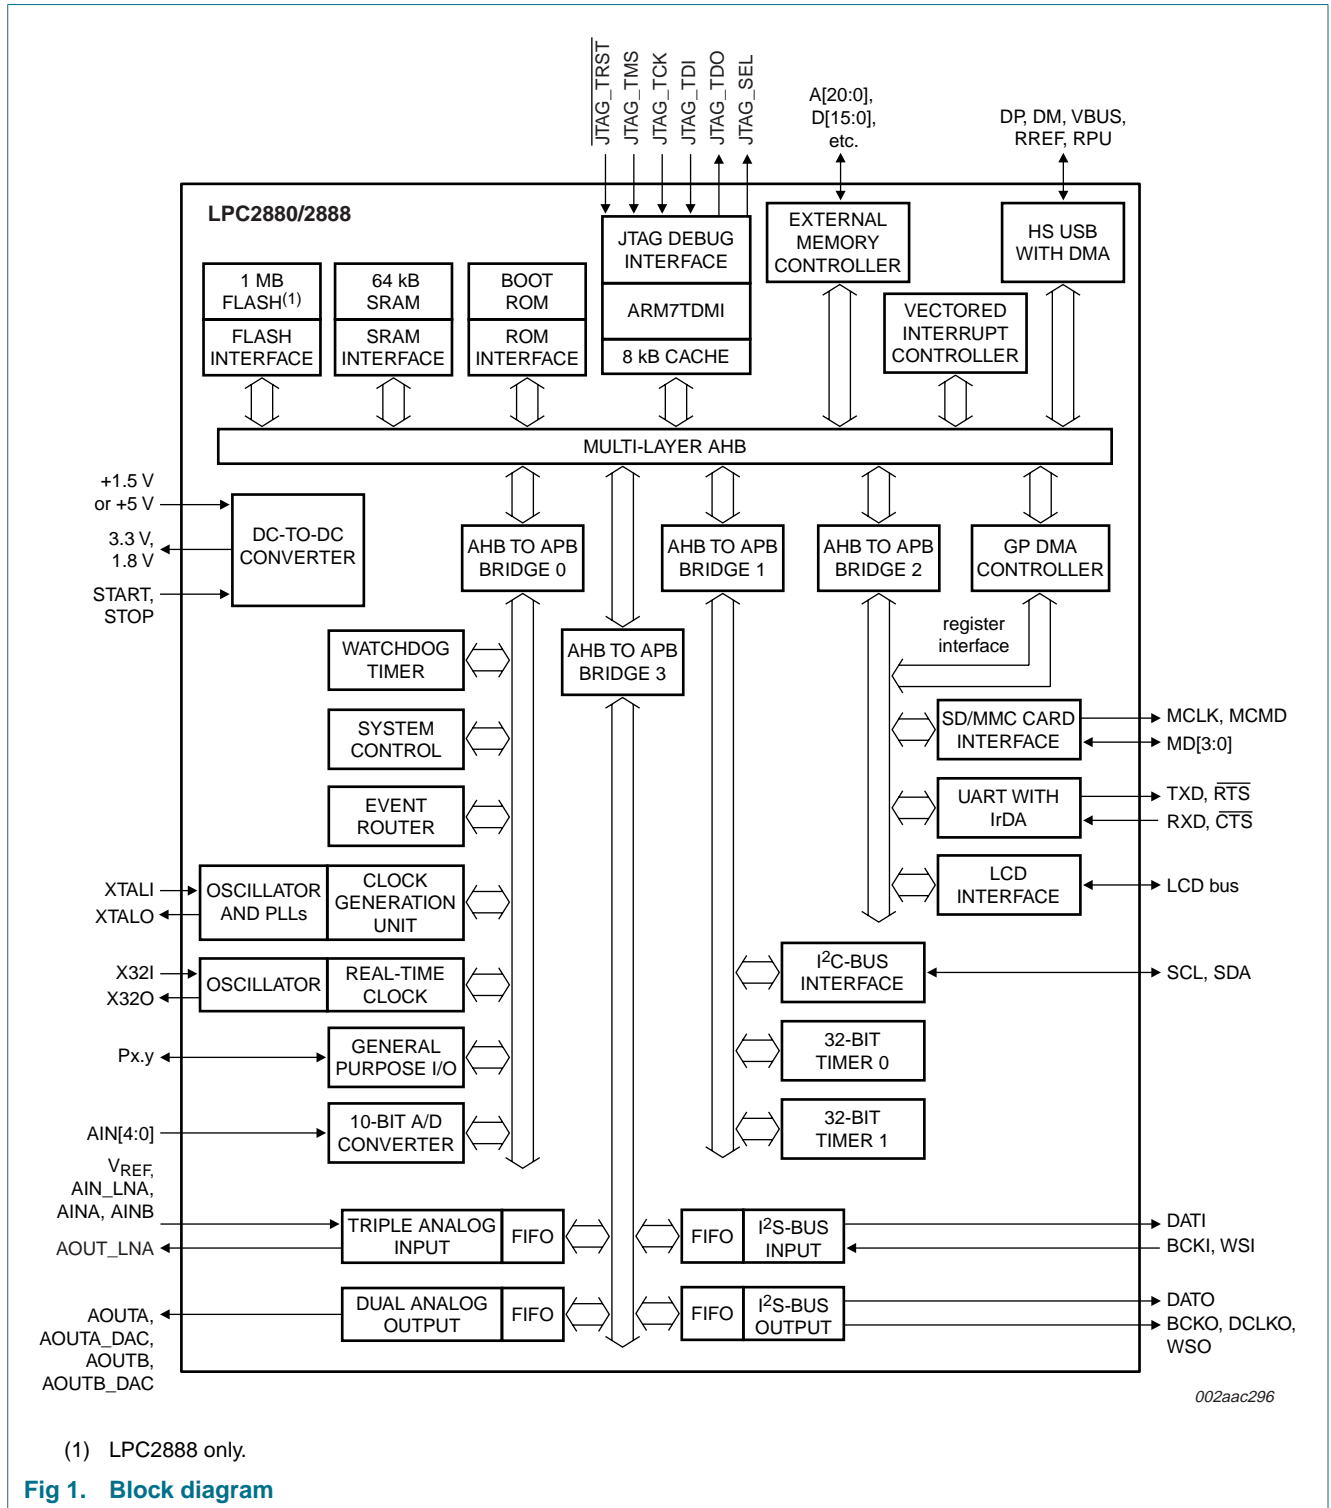 JTAG_TRST
JTAG_TMS
JTAG_TCK
JTAG_TDI
JTAG_TDO
JTAG_SEL
A[20:0],
D[15:0],
etc.
DP, DM, VBUS,
RREF, RPU
LPC2880/2888
1 MB
FLASH(1)
FLASH
INTERFACE
64 kB
SRAM
SRAM
INTERFACE
BOOT
ROM
ROM
INTERFACE
JTAG DEBUG
INTERFACE
ARM7TDMI
8 kB CACHE
EXTERNAL
MEMORY
CONTROLLER
VECTORED
INTERRUPT
CONTROLLER
HS USB
WITH DMA
MULTI-LAYER AHB
+1.5 V
or +5 V
3.3 V,
1.8 V
START,
STOP
DC-TO-DC
CONVERTER
AHB TO APB
BRIDGE 0
AHB TO APB
BRIDGE 1
AHB TO APB
BRIDGE 2
GP DMA
CONTROLLER
register
interface
WATCHDOG
TIMER
AHB TO APB
BRIDGE 3
SYSTEM
CONTROL
SD/MMC CARD
INTERFACE
MCLK, MCMD
MD[3:0]
EVENT
ROUTER
UART WITH
IrDA
TXD, RTS
RXD, CTS
XTALI
XTALO
OSCILLATOR
AND PLLs
CLOCK
GENERATION
UNIT
LCD
INTERFACE
LCD bus
X32I
X32O
OSCILLATOR
REAL-TIME
CLOCK
I2C-BUS
INTERFACE
SCL, SDA
Px.y
GENERAL
PURPOSE I/O
32-BIT
TIMER 0
AIN[4:0]
10-BIT A/D
CONVERTER
32-BIT
TIMER 1
VREF,
AIN_LNA,
AINA, AINB
AOUT_LNA
TRIPLE ANALOG
INPUT
FIFO
FIFO
I2S-BUS
INPUT
DATI
BCKI, WSI
AOUTA,
AOUTA_DAC,
AOUTB,
AOUTB_DAC
DUAL ANALOG
OUTPUT
FIFO
FIFO
I2S-BUS
OUTPUT
DATO
BCKO, DCLKO,
WSO
002aac296
(1) LPC2888 only.
Fig 1. Block diagram